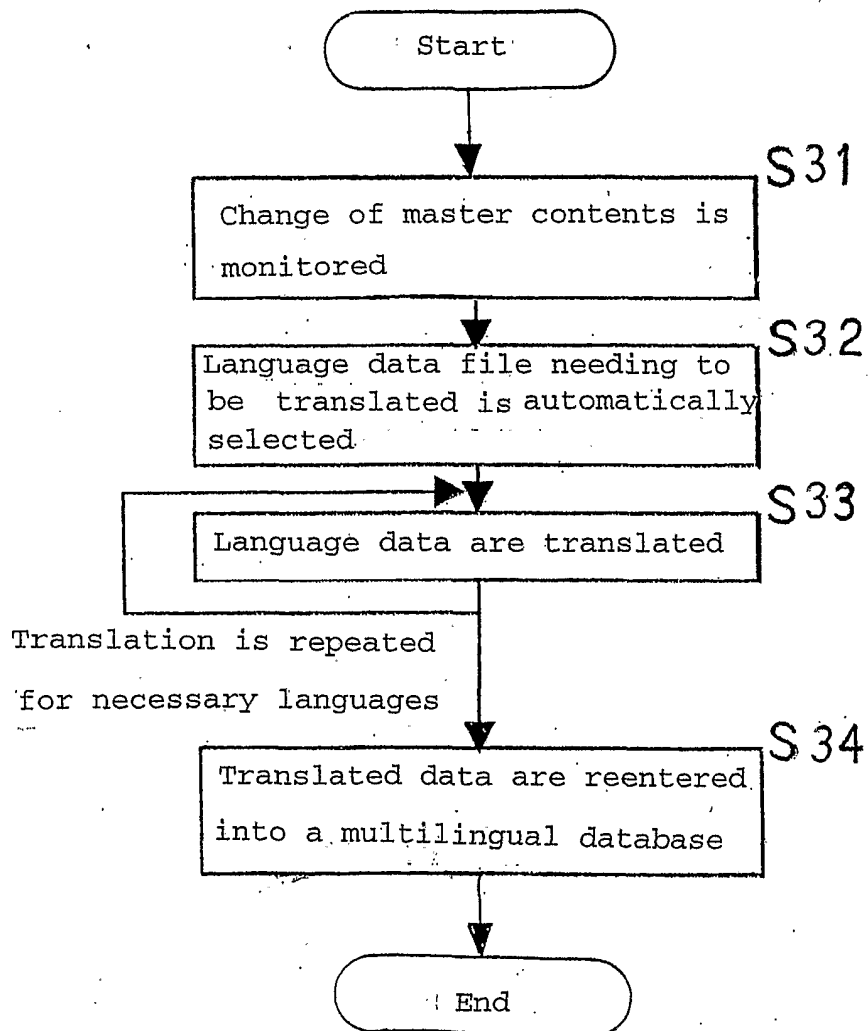 Start
S31
Change of master contents is
monitored
S32
Language data file needing to
be translated is automatically
selected
S33
Language data are translated
Translation is repeated
for necessary languages
S34
Translated data are reentered
into a multilingual database
End